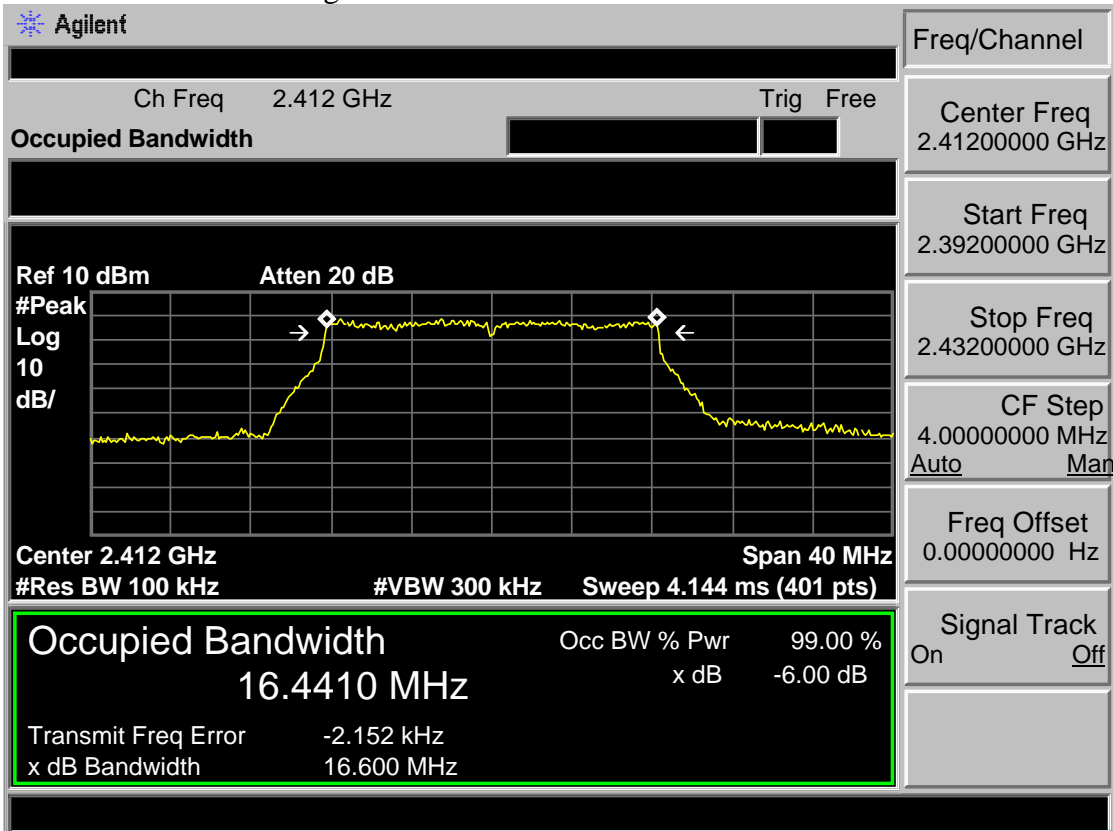 Agilent
Freq/Channel
Ch Freq 2.412 GHz Trig Free
Occupied Bandwidth
Center Freq
2.41200000 GHz
Start Freq
2.39200000 GHz
Stop Freq
2.43200000 GHz
CF Step
4.00000000 MHz
Auto Man
Freq Offset
0.00000000 Hz
Signal Track
On Off
Ref 10 dBm Atten 20 dB
#Peak
Log
10
dB/
Center 2.412 GHz Span 40 MHz
#Res BW 100 kHz #VBW 300 kHz Sweep 4.144 ms (401 pts)
Occupied Bandwidth Occ BW % Pwr 99.00 %
16.4410 MHz x dB -6.00 dB
Transmit Freq Error -2.152 kHz
x dB Bandwidth 16.600 MHz